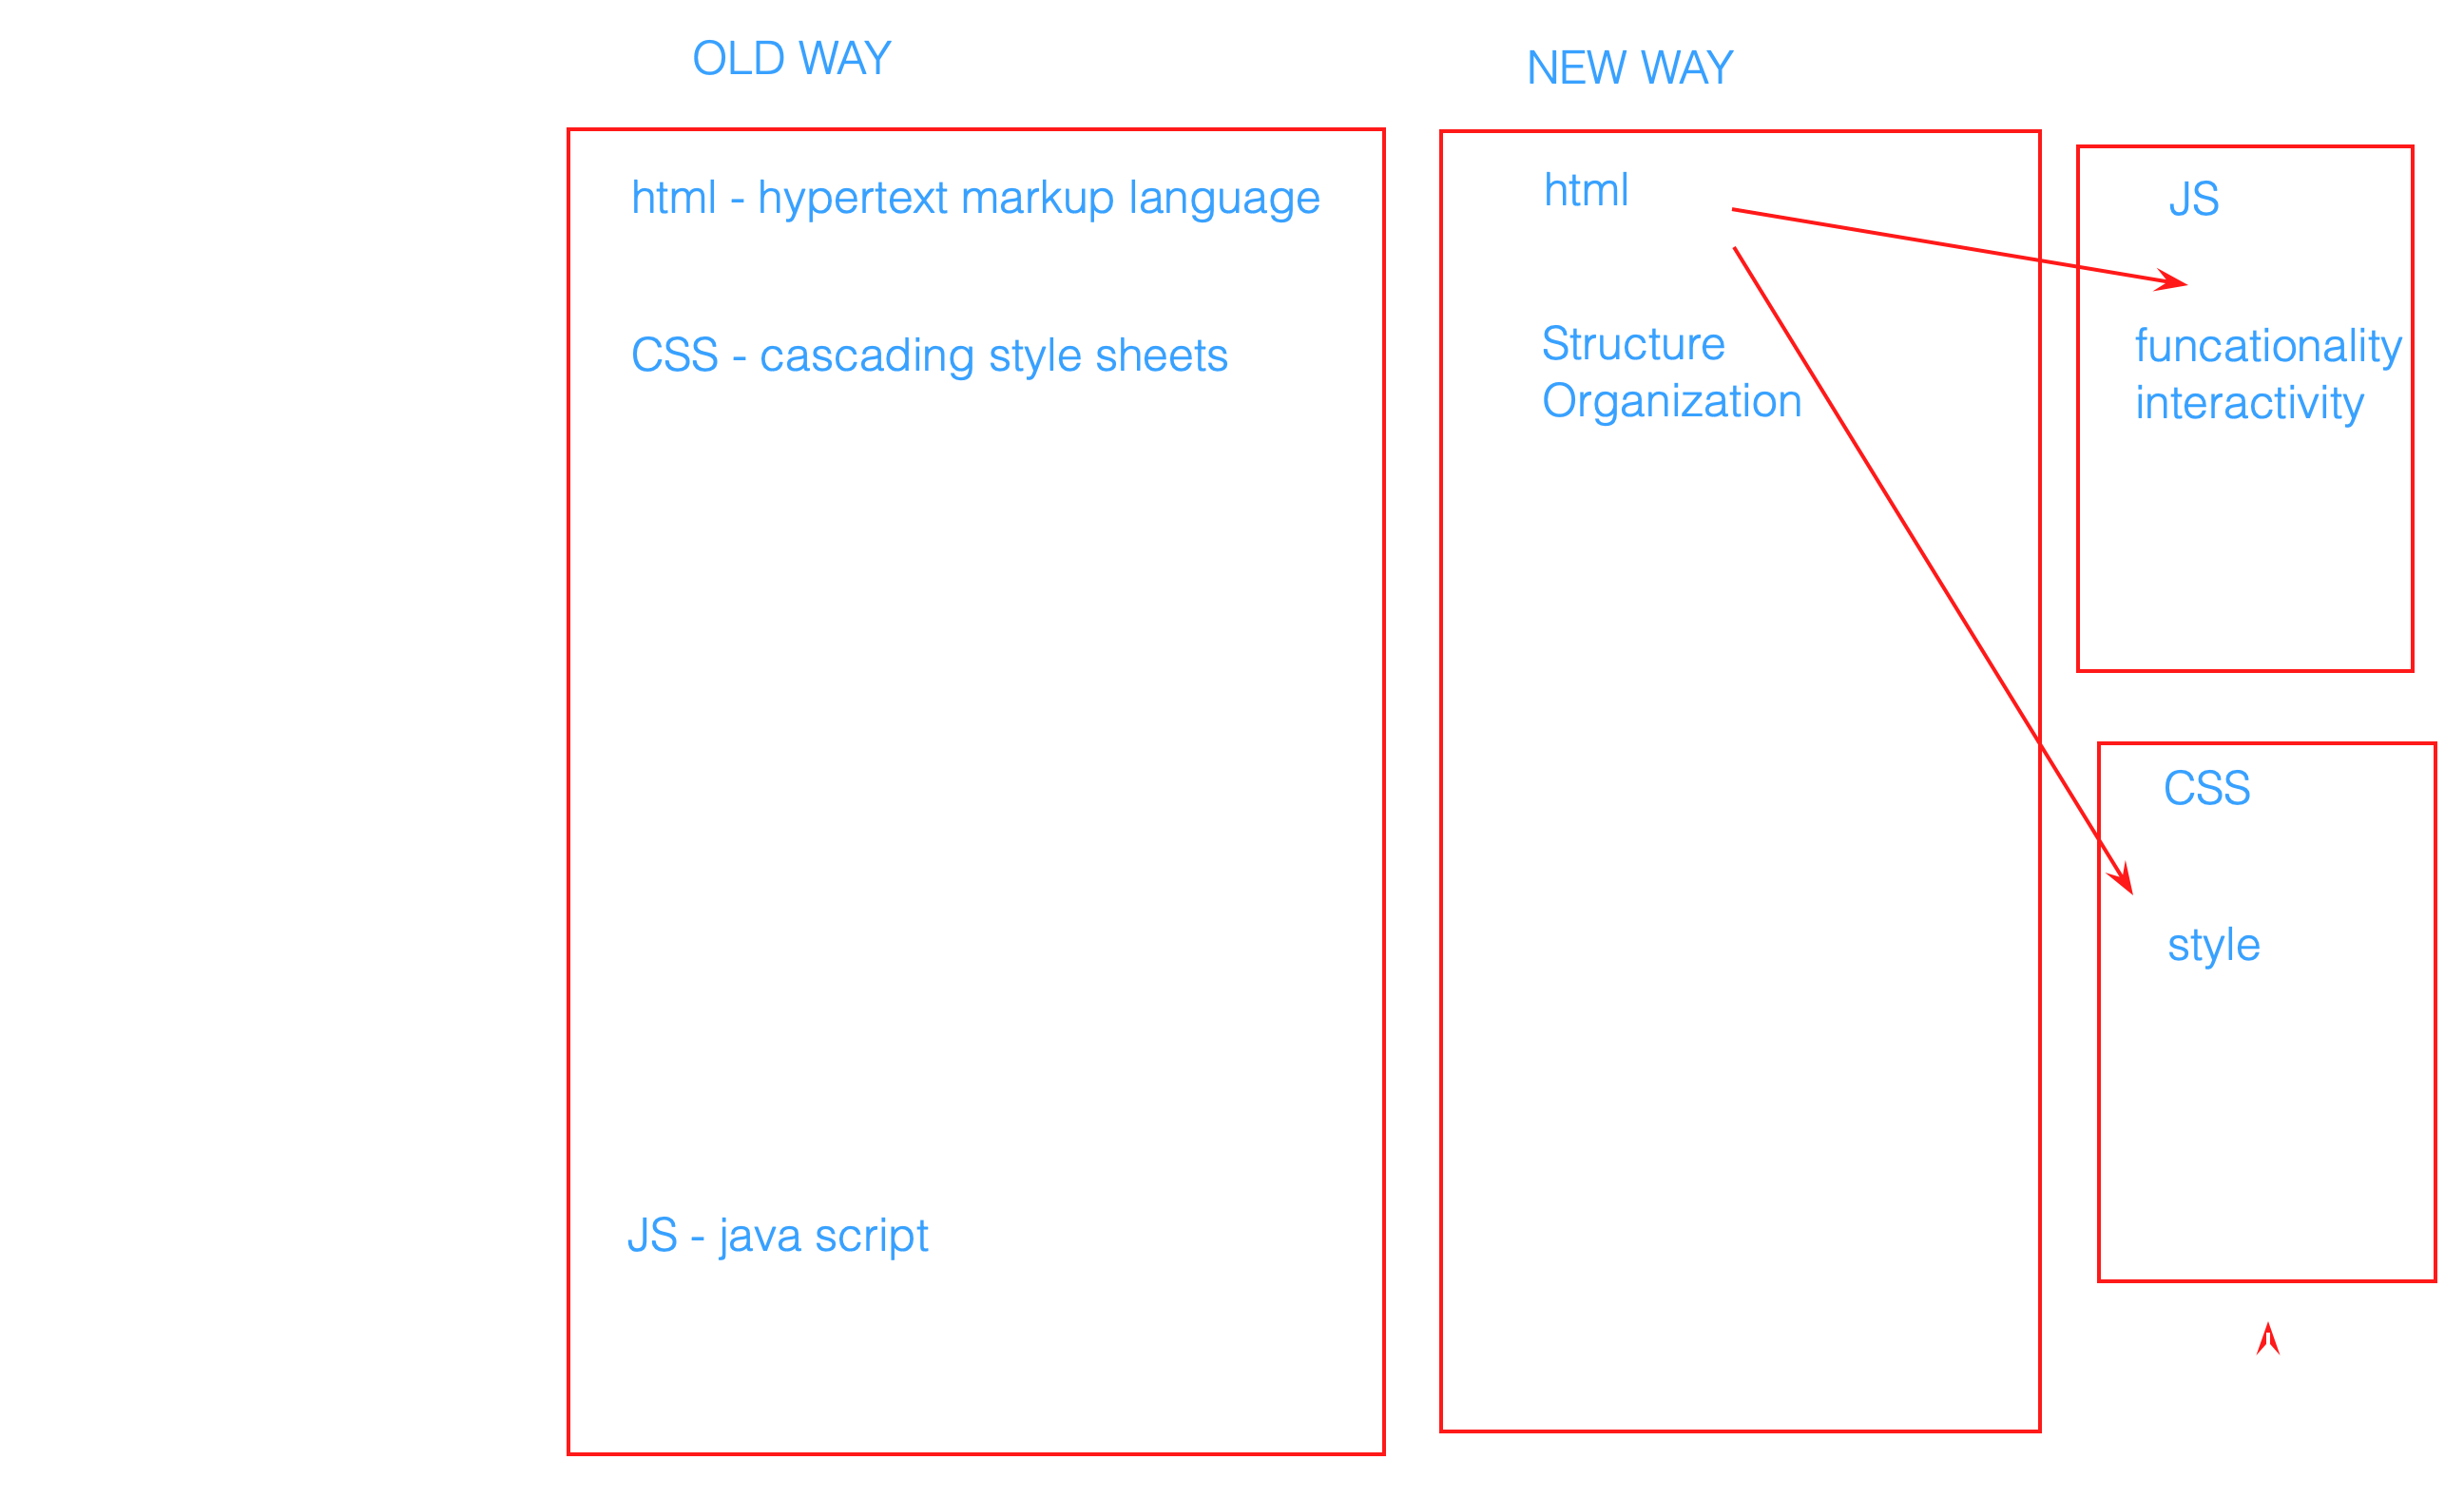 OLD WAY
html - hypertext markup language
CSS - cascading style sheets
JS - java script
NEW WAY
html
Structure
Organization
JS
functionality
interactivity
CSS
style